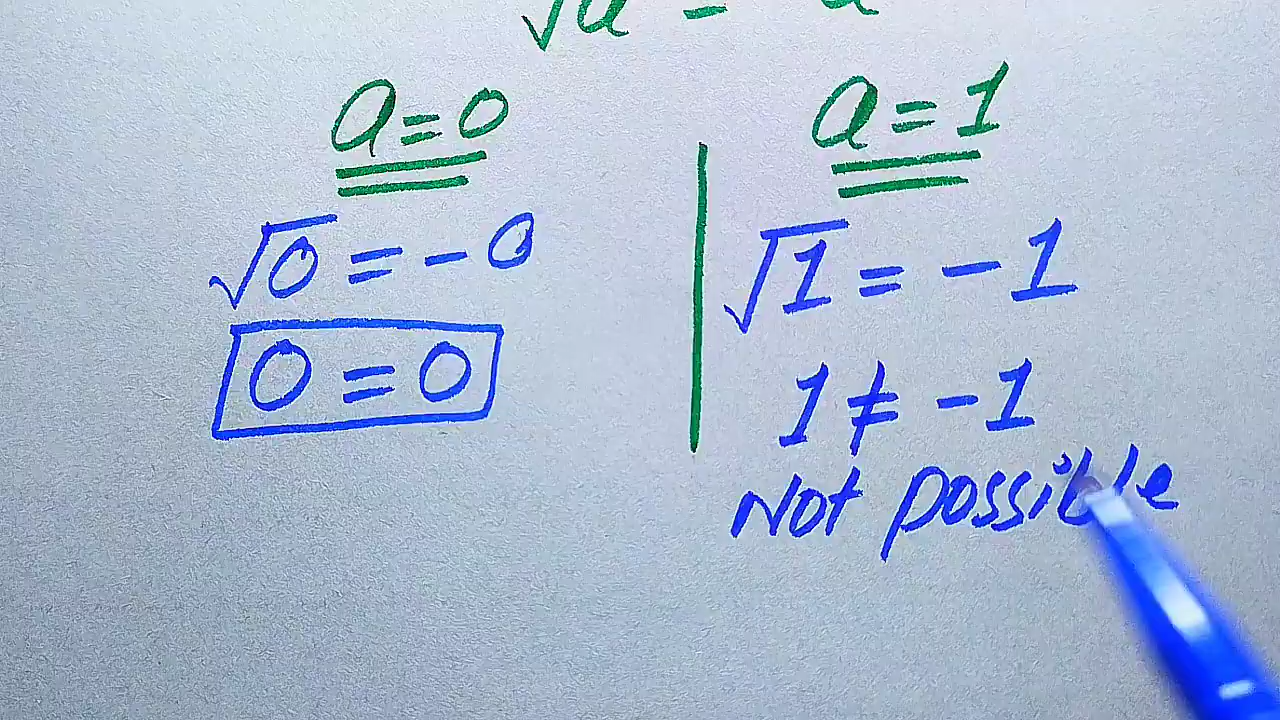 √a = -a
a=0
√0 = -0
0 = 0
a=1
√1 = -1
1 ≠ -1
Not possible